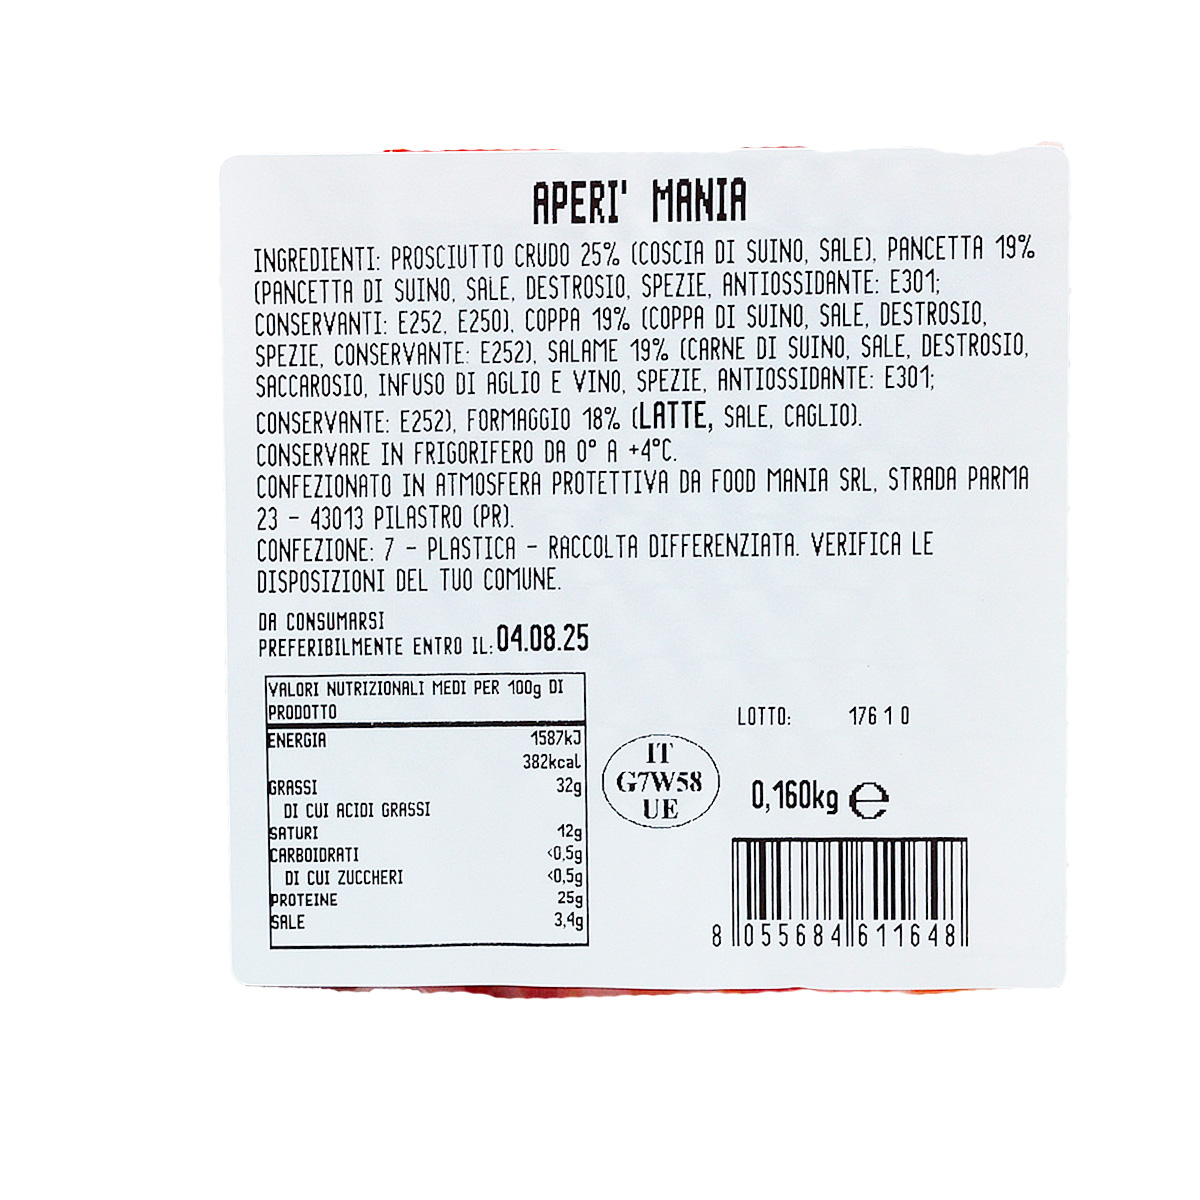 APERI' MANIA
INGREDIENTI: PROSCIUTTO CRUDO 25% (COSCIA DI SUINO, SALE), PANCETTA 19%
(PANCETTA DI SUINO, SALE, DESTROSIO, SPEZIE, ANTIOSSIDANTE: E301;
CONSERVANTI: E252, E250), COPPA 19% (COPPA DI SUINO, SALE, DESTROSIO,
SPEZIE, CONSERVANTE: E252), SALAME 19% (CARNE DI SUINO, SALE, DESTROSIO,
SACCAROSIO, INFUSO DI AGLIO E VINO, SPEZIE, ANTIOSSIDANTE: E301;
CONSERVANTE: E252), FORMAGGIO 18% (LATTE, SALE, CAGLIO).
CONSERVARE IN FRIGORIFERO DA 0° A +4°C.
CONFEZIONATO IN ATMOSFERA PROTETTIVA DA FOOD MANIA SRL, STRADA PARMA
23 - 43013 PILASTRO (PR).
CONFEZIONE: 7 - PLASTICA - RACCOLTA DIFFERENZIATA. VERIFICA LE
DISPOSIZIONI DEL TUO COMUNE.
DA CONSUMARSI
PREFERIBILMENTE ENTRO IL: 04.08.25
VALORI NUTRIZIONALI MEDI PER 100g DI
PRODOTTO
ENERGIA 1587kJ
382kcal
GRASSI 32g
DI CUI ACIDI GRASSI
SATURI 12g
CARBOIDRATI <0,5g
DI CUI ZUCCHERI <0,5g
PROTEINE 25g
SALE 3,4g
LOTTO: 176 1 0
IT
G7W58
UE
0,160kg ℮
8 055684 611648